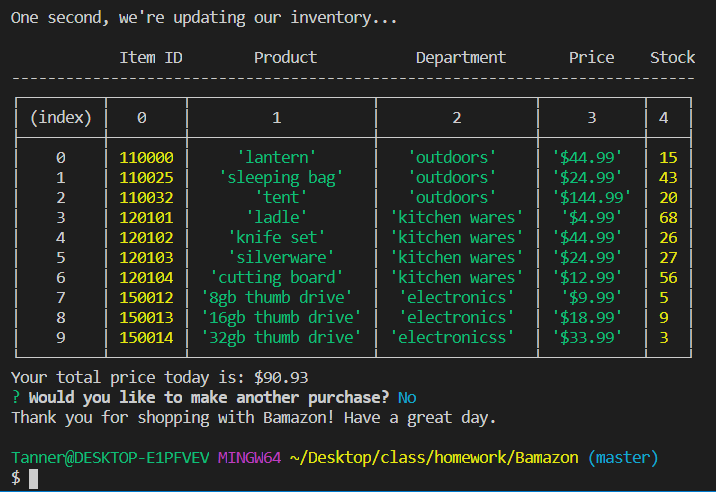 One second, we're updating our inventory...
Item ID Product Department Price Stock
(index) 0 1 2 3 4
0 110000 'lantern' 'outdoors' '$44.99' 15
1 110025 'sleeping bag' 'outdoors' '$24.99' 43
2 110032 'tent' 'outdoors' '$144.99' 20
3 120101 'ladle' 'kitchen wares' '$4.99' 68
4 120102 'knife set' 'kitchen wares' '$44.99' 26
5 120103 'silverware' 'kitchen wares' '$24.99' 27
6 120104 'cutting board' 'kitchen wares' '$12.99' 56
7 150012 '8gb thumb drive' 'electronics' '$9.99' 5
8 150013 '16gb thumb drive' 'electronics' '$18.99' 9
9 150014 '32gb thumb drive' 'electronicss' '$33.99' 3
Your total price today is: $90.93
? Would you like to make another purchase? No
Thank you for shopping with Bamazon! Have a great day.
Tanner@DESKTOP-E1PFVEV MINGW64 ~/Desktop/class/homework/Bamazon (master)
$